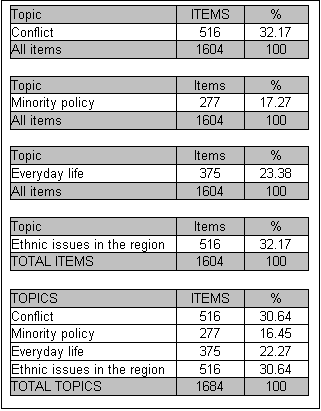 Topic ITEMS %
Conflict 516 32.17
All items 1604 100
Topic Items %
Minority policy 277 17.27
All items 1604 100
Topic Items %
Everyday life 375 23.38
All items 1604 100
Topic Items %
Ethnic issues in the region 516 32.17
TOTAL ITEMS 1604 100
TOPICS ITEMS %
Conflict 516 30.64
Minority policy 277 16.45
Everyday life 375 22.27
Ethnic issues in the region 516 30.64
TOTAL TOPICS 1684 100